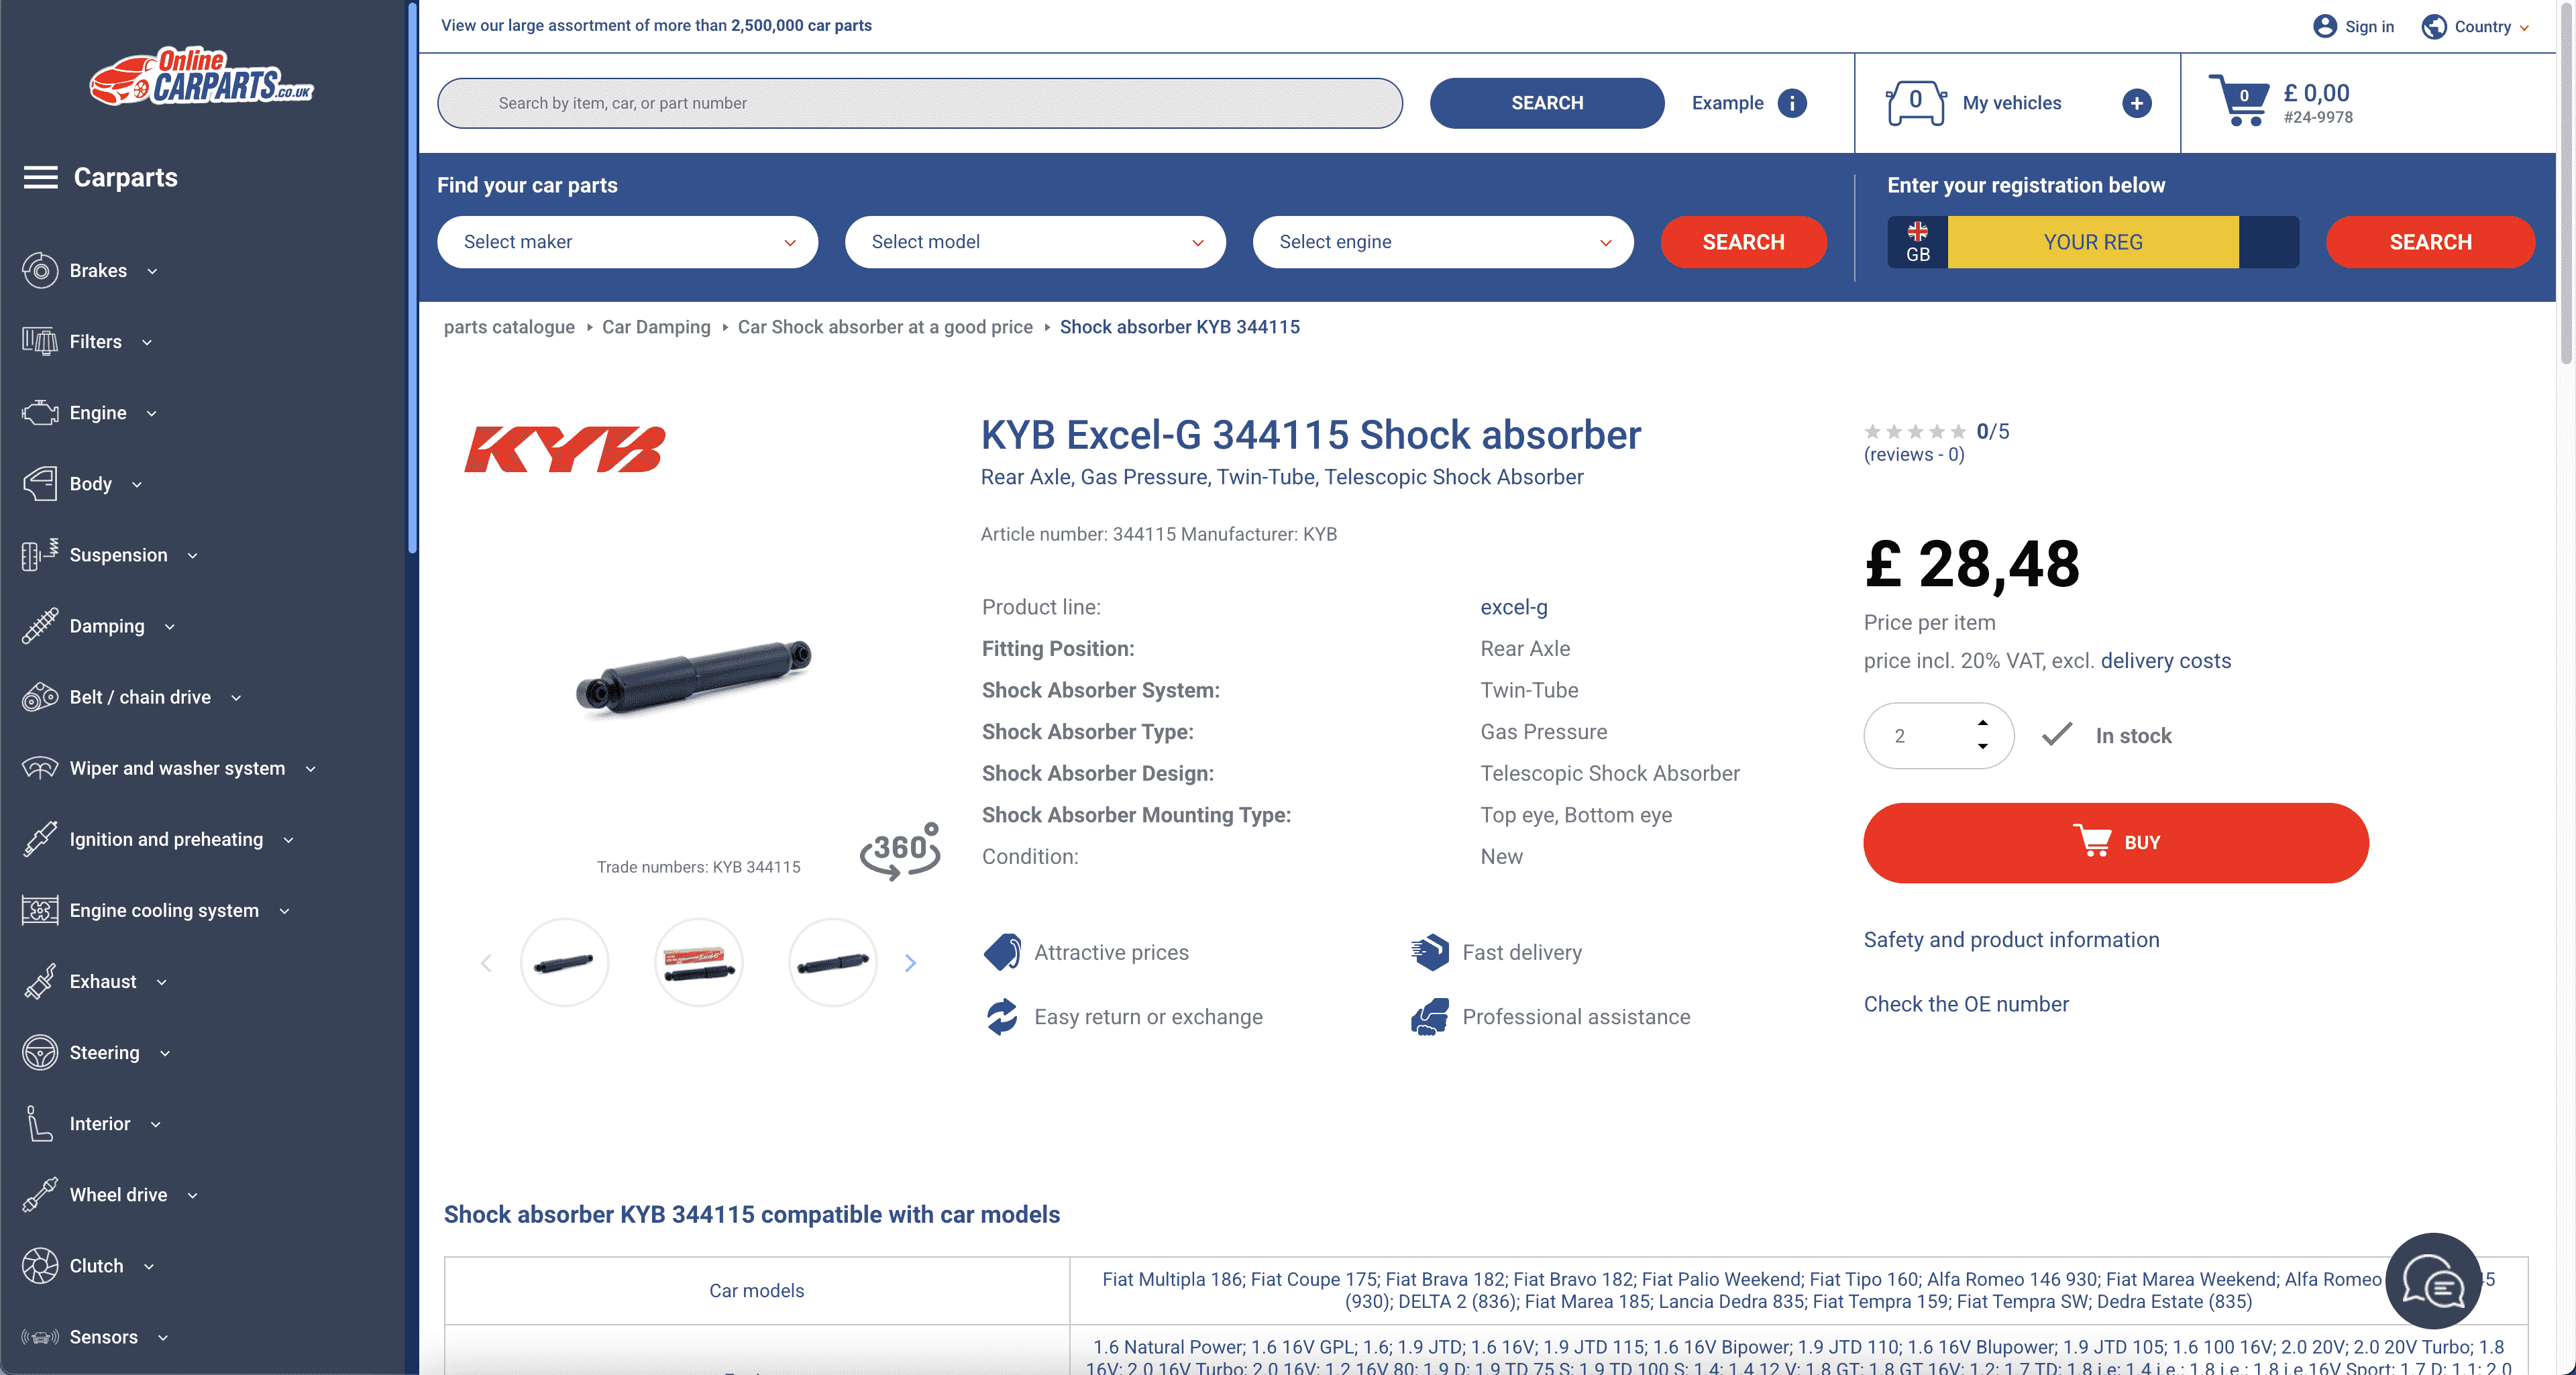 Online
CARPARTS.CO.UK
Carparts
Brakes
Filters
Engine
Body
Suspension
Damping
Belt / chain drive
Wiper and washer system
Ignition and preheating
Engine cooling system
Exhaust
Steering
Interior
Wheel drive
Clutch
Sensors
View our large assortment of more than 2,500,000 car parts
Sign in
Country
Search by item, car, or part number
SEARCH
Example
i
0
My vehicles
0
£ 0,00
#24-9978
Find your car parts
Select maker
Select model
Select engine
SEARCH
Enter your registration below
GB
YOUR REG
SEARCH
parts catalogue
Car Damping
Car Shock absorber at a good price
Shock absorber KYB 344115
KYB
Trade numbers: KYB 344115
360°
KYB Excel-G 344115 Shock absorber
Rear Axle, Gas Pressure, Twin-Tube, Telescopic Shock Absorber
Article number: 344115 Manufacturer: KYB
Product line: excel-g
Fitting Position: Rear Axle
Shock Absorber System: Twin-Tube
Shock Absorber Type: Gas Pressure
Shock Absorber Design: Telescopic Shock Absorber
Shock Absorber Mounting Type: Top eye, Bottom eye
Condition: New
Attractive prices
Fast delivery
Easy return or exchange
Professional assistance
0/5
(reviews - 0)
£ 28,48
Price per item
price incl. 20% VAT, excl. delivery costs
2
In stock
BUY
Safety and product information
Check the OE number
Shock absorber KYB 344115 compatible with car models
Car models
Fiat Multipla 186; Fiat Coupe 175; Fiat Brava 182; Fiat Bravo 182; Fiat Palio Weekend; Fiat Tipo 160; Alfa Romeo 146 930; Fiat Marea Weekend; Alfa Romeo
(930); DELTA 2 (836); Fiat Marea 185; Lancia Dedra 835; Fiat Tempra 159; Fiat Tempra SW; Dedra Estate (835)
1.6 Natural Power; 1.6 16V GPL; 1.6; 1.9 JTD; 1.6 16V; 1.9 JTD 115; 1.6 16V Bipower; 1.9 JTD 110; 1.6 16V Blupower; 1.9 JTD 105; 1.6 100 16V; 2.0 20V; 2.0 20V Turbo; 1.8
16V; 2.0 16V Turbo; 2.0 16V; 1.2 16V 80; 1.9 D; 1.9 TD 75 S; 1.9 TD 100 S; 1.4; 1.4 12 V; 1.8 GT; 1.8 GT 16V; 1.2; 1.7 TD; 1.8 i.e; 1.4 i.e.; 1.8 i.e.; 1.8 i.e.16V Sport; 1.7 D; 1.1; 2.0